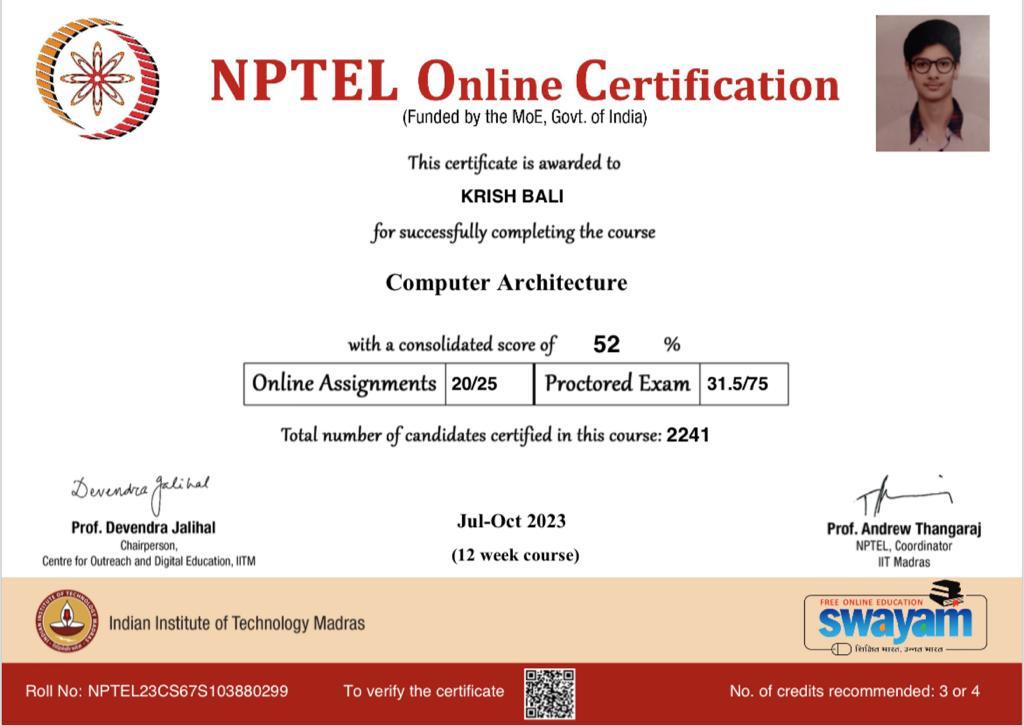 NPTEL Online Certification
(Funded by the MoE, Govt. of India)
This certificate is awarded to
KRISH BALI
for successfully completing the course
Computer Architecture
with a consolidated score of 52 %
Online Assignments 20/25 Proctored Exam 31.5/75
Total number of candidates certified in this course: 2241
Devendra Jalihal
Prof. Devendra Jalihal
Chairperson,
Centre for Outreach and Digital Education, IITM
Jul-Oct 2023
(12 week course)
Prof. Andrew Thangaraj
NPTEL, Coordinator
IIT Madras
INDIAN INSTITUTE OF TECHNOLOGY MADRAS
Indian Institute of Technology Madras
FREE ONLINE EDUCATION
swayam
शिक्षित भारत, उन्नत भारत
Roll No: NPTEL23CS67S103880299
To verify the certificate
No. of credits recommended: 3 or 4